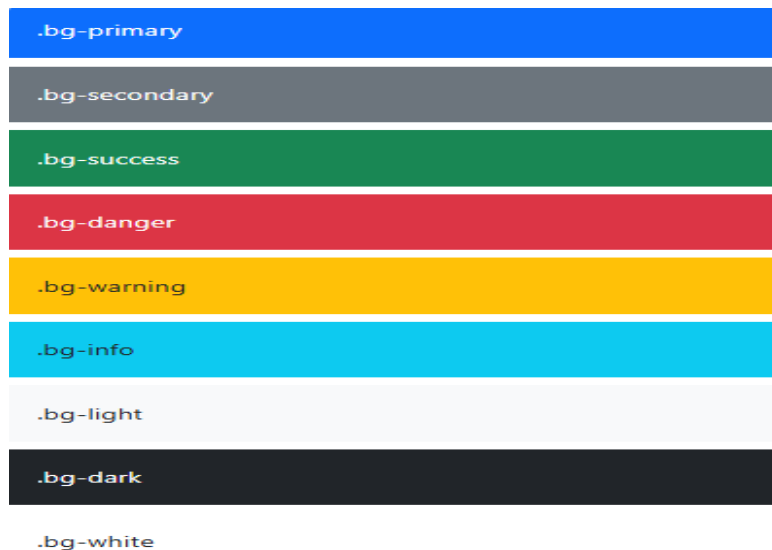 .bg-primary
.bg-secondary
.bg-success
.bg-danger
.bg-warning
.bg-info
.bg-light
.bg-dark
.bg-white